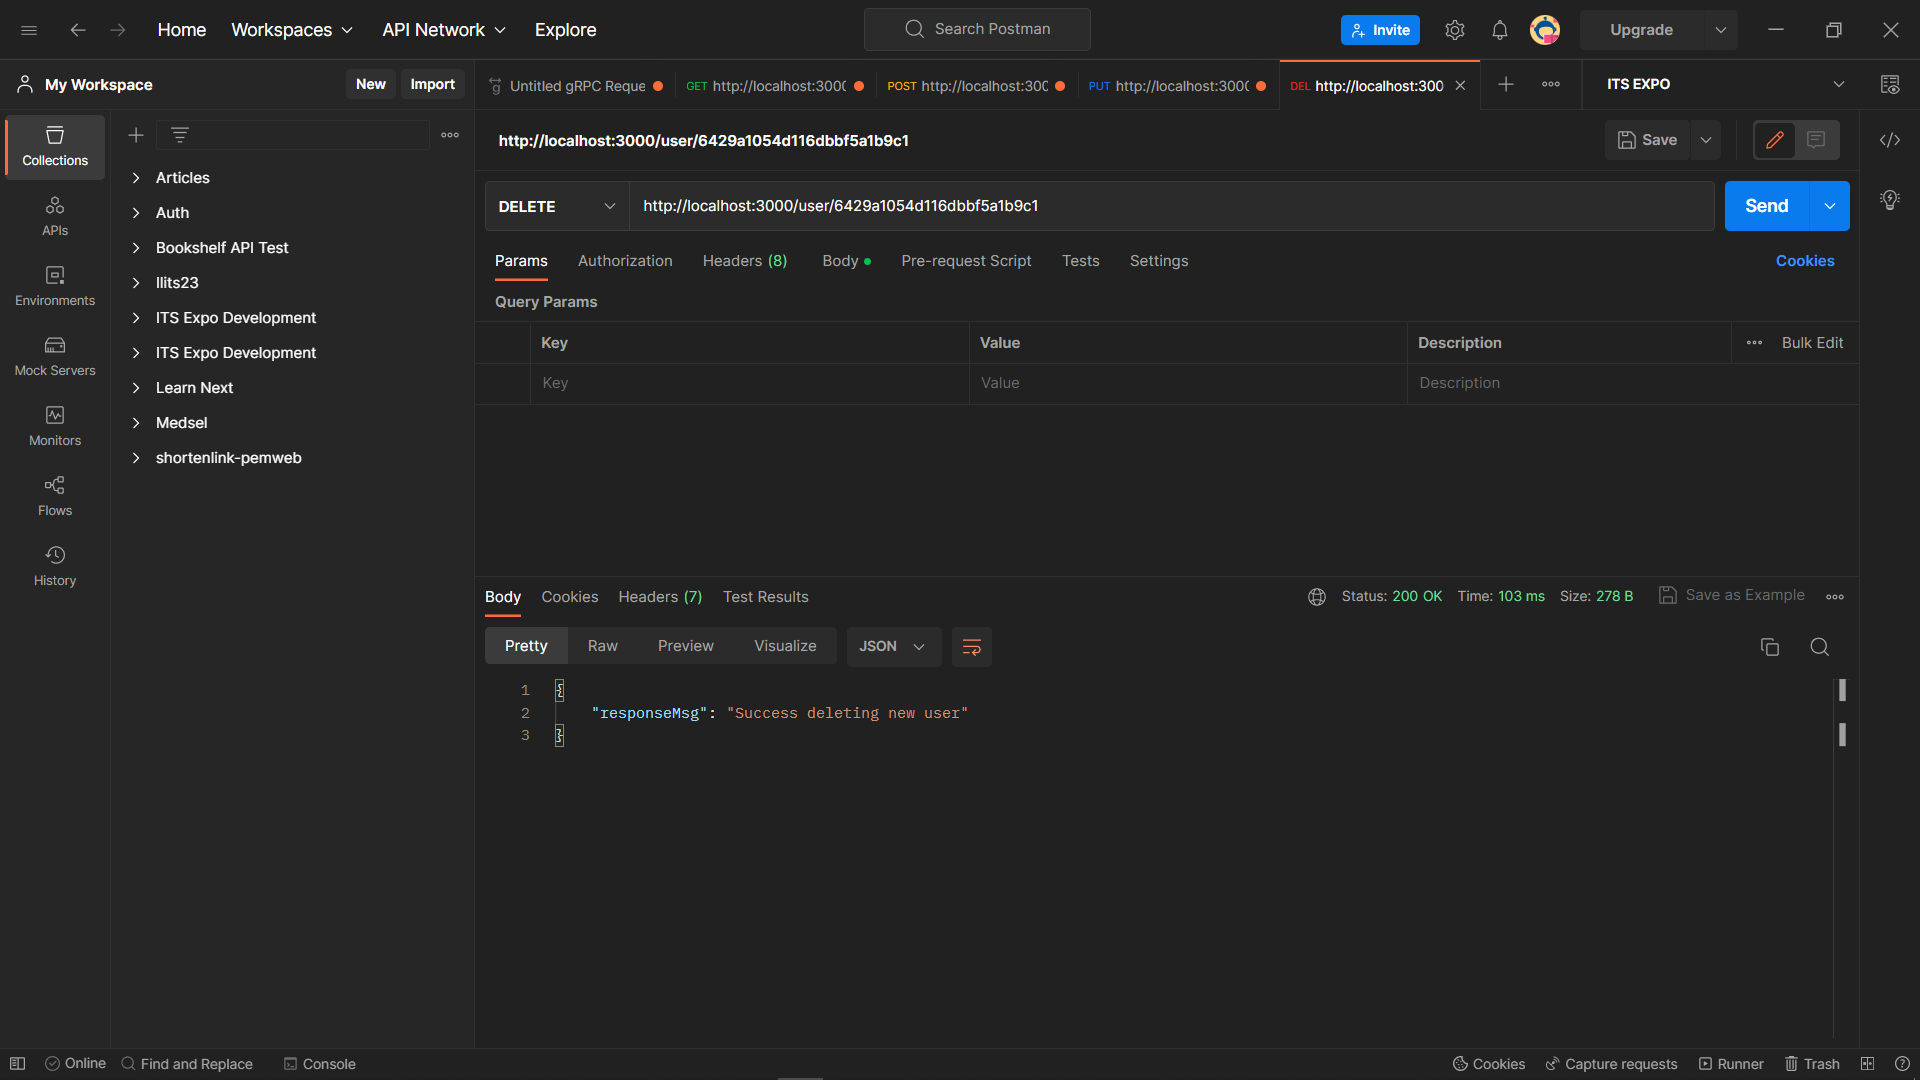 Home Workspaces API Network Explore Search Postman Invite Upgrade
My Workspace New Import
Untitled gRPC Reque GET http://localhost:300 POST http://localhost:300 PUT http://localhost:300 DEL http://localhost:300 ITS EXPO
Collections
APIs
Environments
Mock Servers
Monitors
Flows
History
Articles
Auth
Bookshelf API Test
Ilits23
ITS Expo Development
ITS Expo Development
Learn Next
Medsel
shortenlink-pemweb
http://localhost:3000/user/6429a1054d116dbbf5a1b9c1 Save
DELETE http://localhost:3000/user/6429a1054d116dbbf5a1b9c1 Send
Params Authorization Headers (8) Body Pre-request Script Tests Settings Cookies
Query Params
Key Value Description Bulk Edit
Key Value Description
Body Cookies Headers (7) Test Results Status: 200 OK Time: 103 ms Size: 278 B Save as Example
Pretty Raw Preview Visualize JSON
1 {
2 "responseMsg": "Success deleting new user"
3 }
Online Find and Replace Console Cookies Capture requests Runner Trash